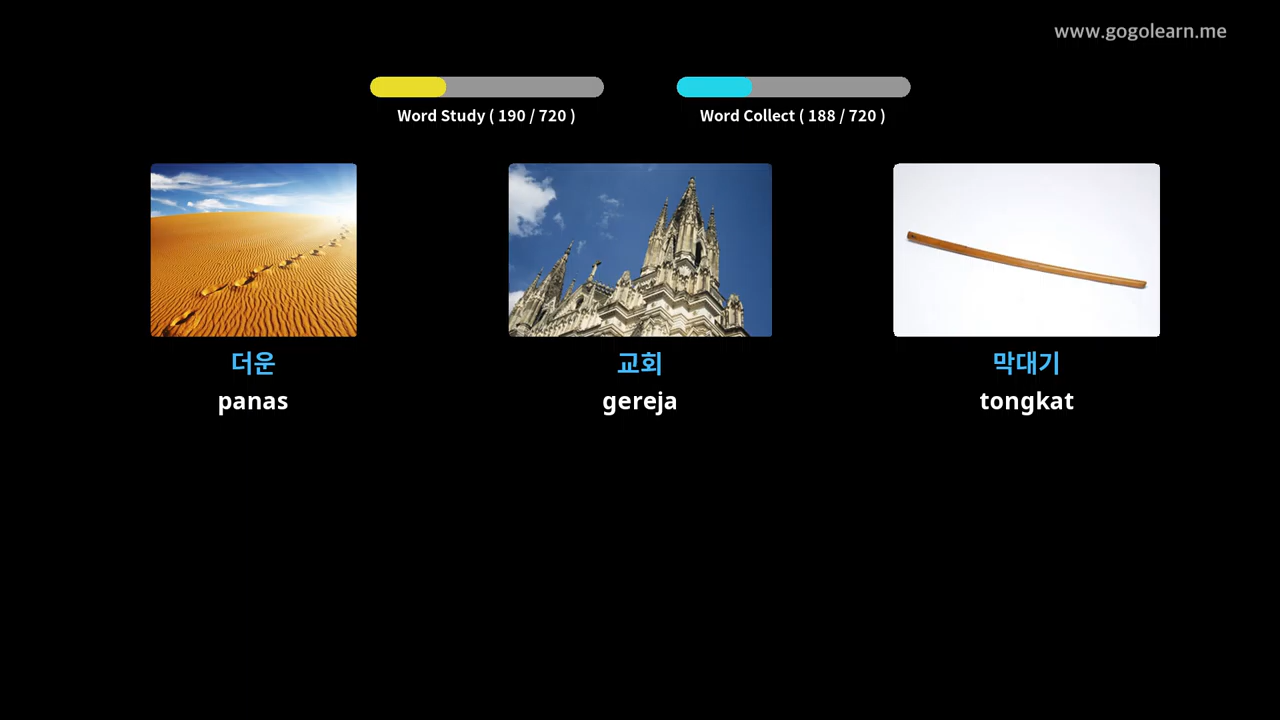 www.gogolearn.me
Word Study ( 190 / 720 )
Word Collect ( 188 / 720 )
더운
교회
막대기
panas
gereja
tongkat